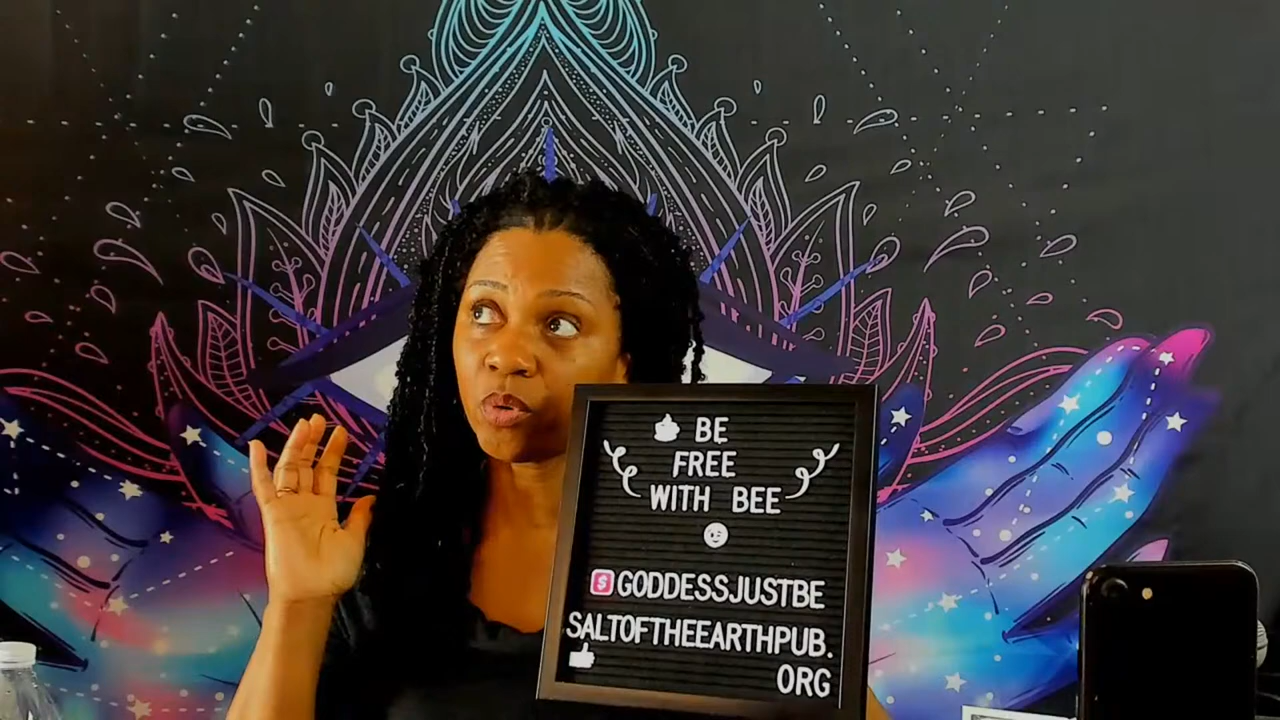 BE
FREE
WITH BEE
$GODDESSJUSTBE
SALTOFTHEEARTHPUB.
ORG